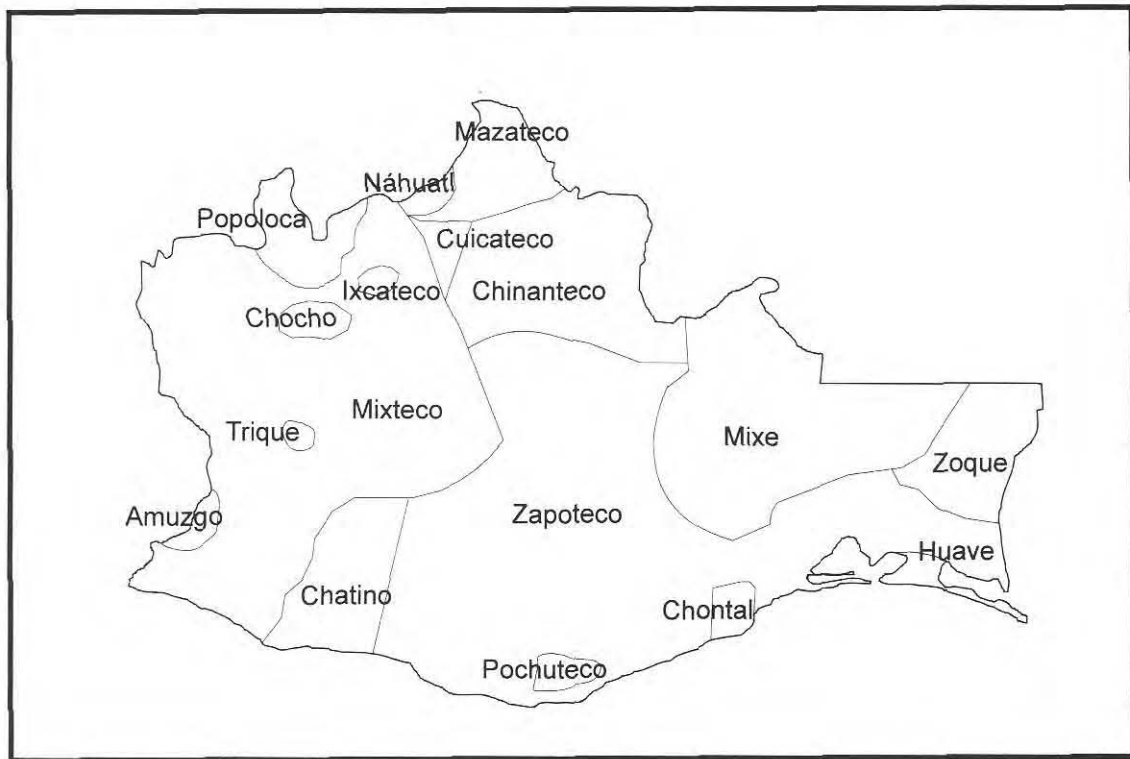 Mazateco
Náhuatl
Popoloca
Cuicateco
Ixcateco
Chinanteco
Chocho
Mixteco
Trique
Mixe
Zoque
Amuzgo
Zapoteco
Huave
Chatino
Chontal
Pochuteco